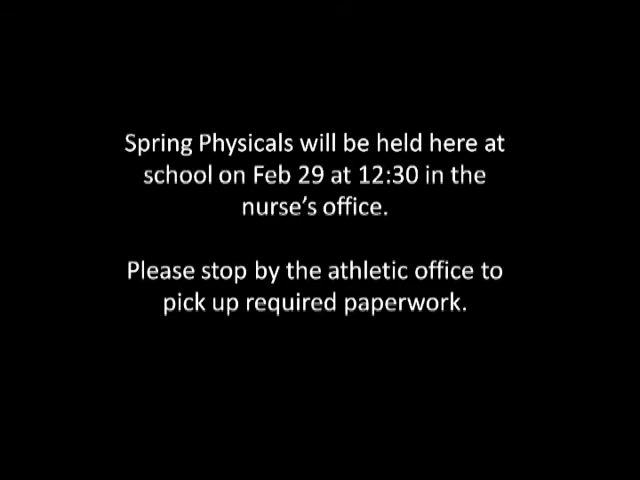 Spring Physicals will be held here at
school on Feb 29 at 12:30 in the
nurse’s office.
Please stop by the athletic office to
pick up required paperwork.